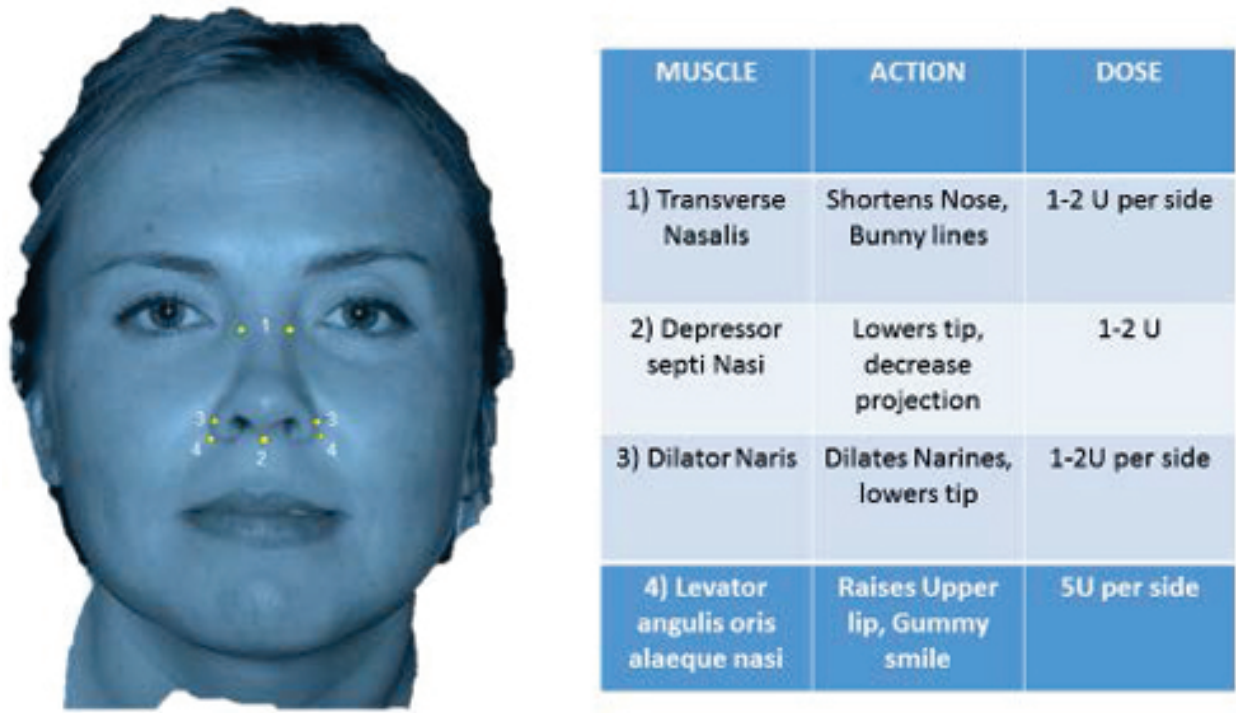 1
3
3
4
4
2
MUSCLE
ACTION
DOSE
1) Transverse
Nasalis
Shortens Nose,
Bunny lines
1-2 U per side
2) Depressor
septi Nasi
Lowers tip,
decrease
projection
1-2 U
3) Dilator Naris
Dilates Narines,
lowers tip
1-2U per side
4) Levator
angulis oris
alaeque nasi
Raises Upper
lip, Gummy
smile
5U per side